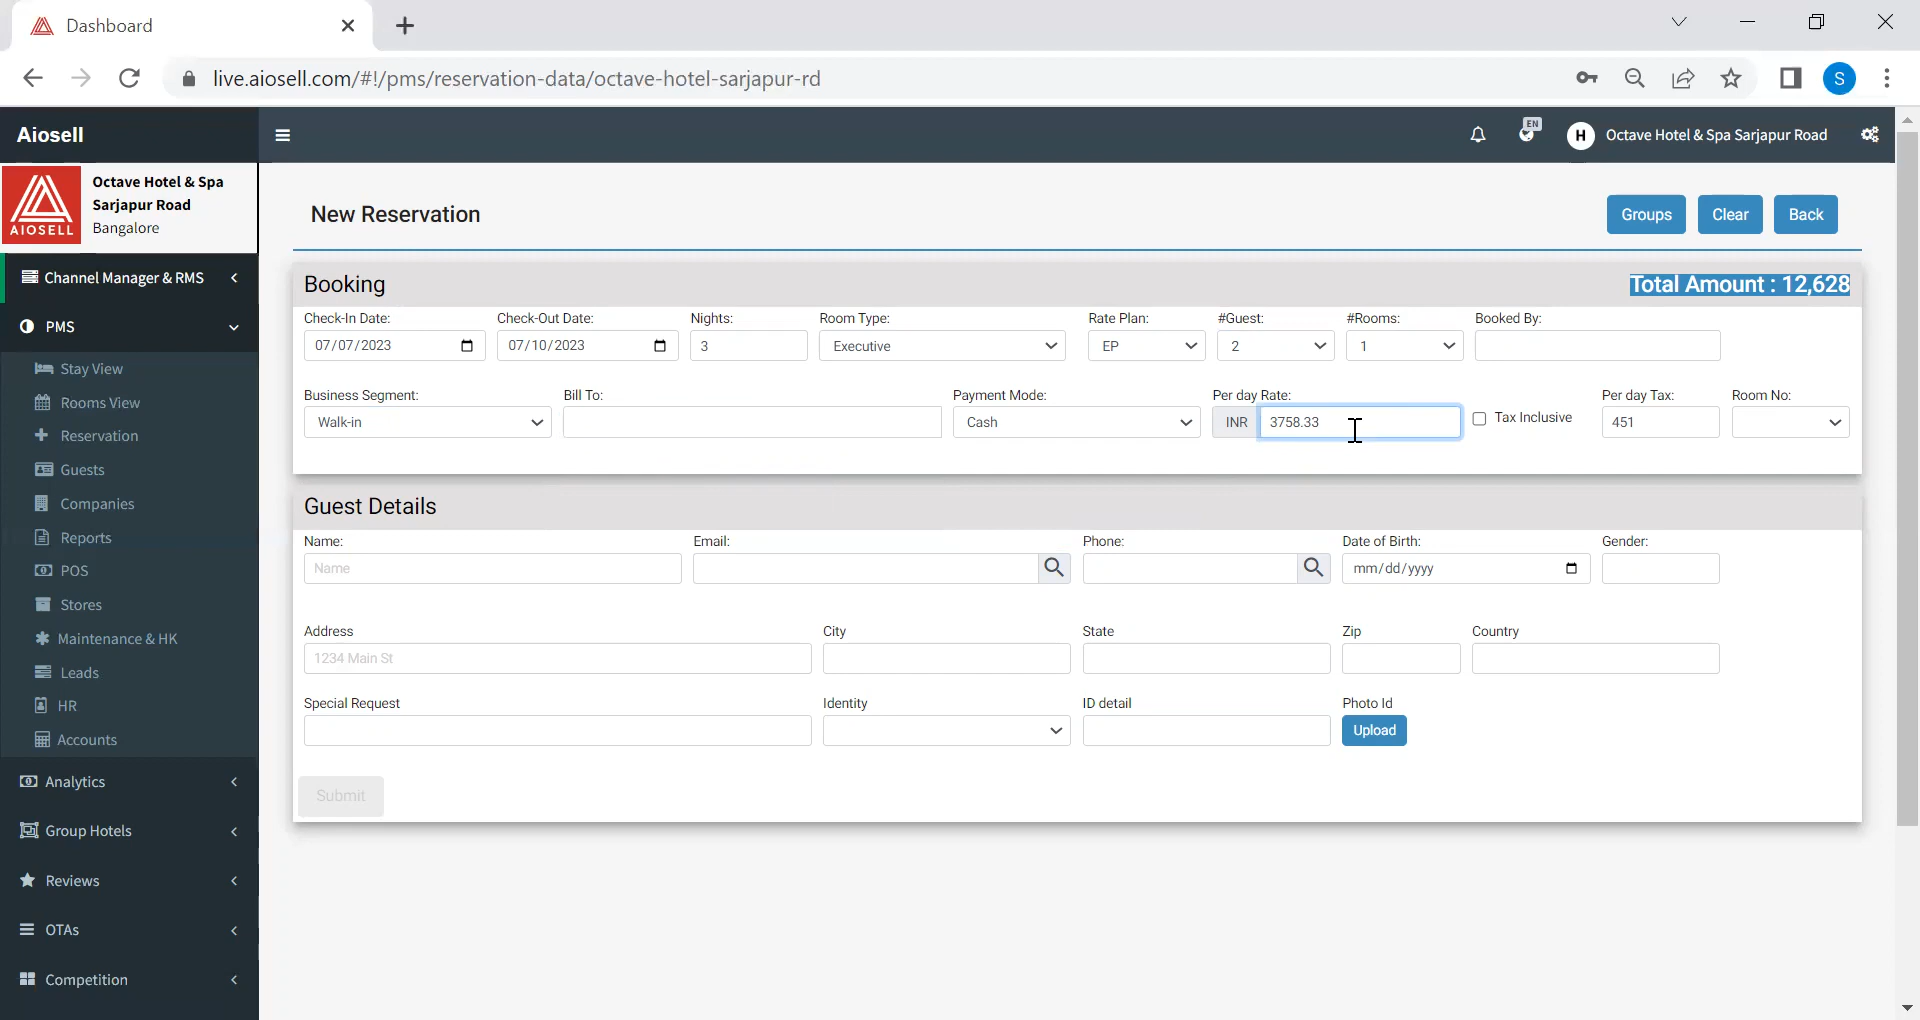 Dashboard
live.aiosell.com/#!/pms/reservation-data/octave-hotel-sarjapur-rd
S
Aiosell
EN
H Octave Hotel & Spa Sarjapur Road
AIOSELL
Octave Hotel & Spa
Sarjapur Road
Bangalore
Channel Manager & RMS
PMS
Stay View
Rooms View
Reservation
Guests
Companies
Reports
POS
Stores
Maintenance & HK
Leads
HR
Accounts
Analytics
Group Hotels
Reviews
OTAs
Competition
New Reservation
Groups Clear Back
Booking Total Amount : 12,628
Check-In Date: Check-Out Date: Nights: Room Type: Rate Plan: #Guest: #Rooms: Booked By:
07/07/2023 07/10/2023 3 Executive EP 2 1
Business Segment: Bill To: Payment Mode: Per day Rate: Per day Tax: Room No:
Walk-in Cash INR 3758.33 Tax Inclusive 451
Guest Details
Name: Email: Phone: Date of Birth: Gender:
Name mm/dd/yyyy
Address City State Zip Country
1234 Main St
Special Request Identity ID detail Photo Id
Upload
Submit